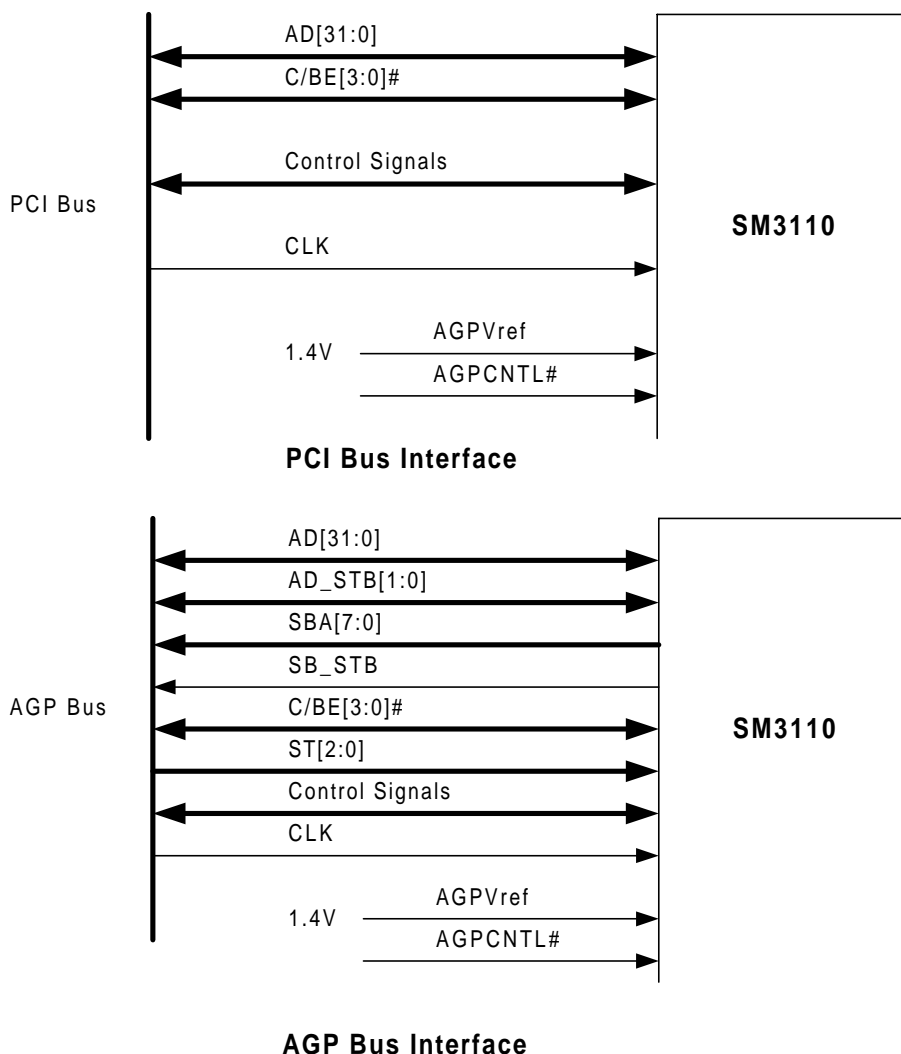 AD[31:0]
C/BE[3:0]#
Control Signals
PCI Bus
SM3110
CLK
AGPVref
1.4V
AGPCNTL#
PCI Bus Interface
AD[31:0]
AD_STB[1:0]
SBA[7:0]
SB_STB
AGP Bus
C/BE[3:0]#
SM3110
ST[2:0]
Control Signals
CLK
AGPVref
1.4V
AGPCNTL#
AGP Bus Interface